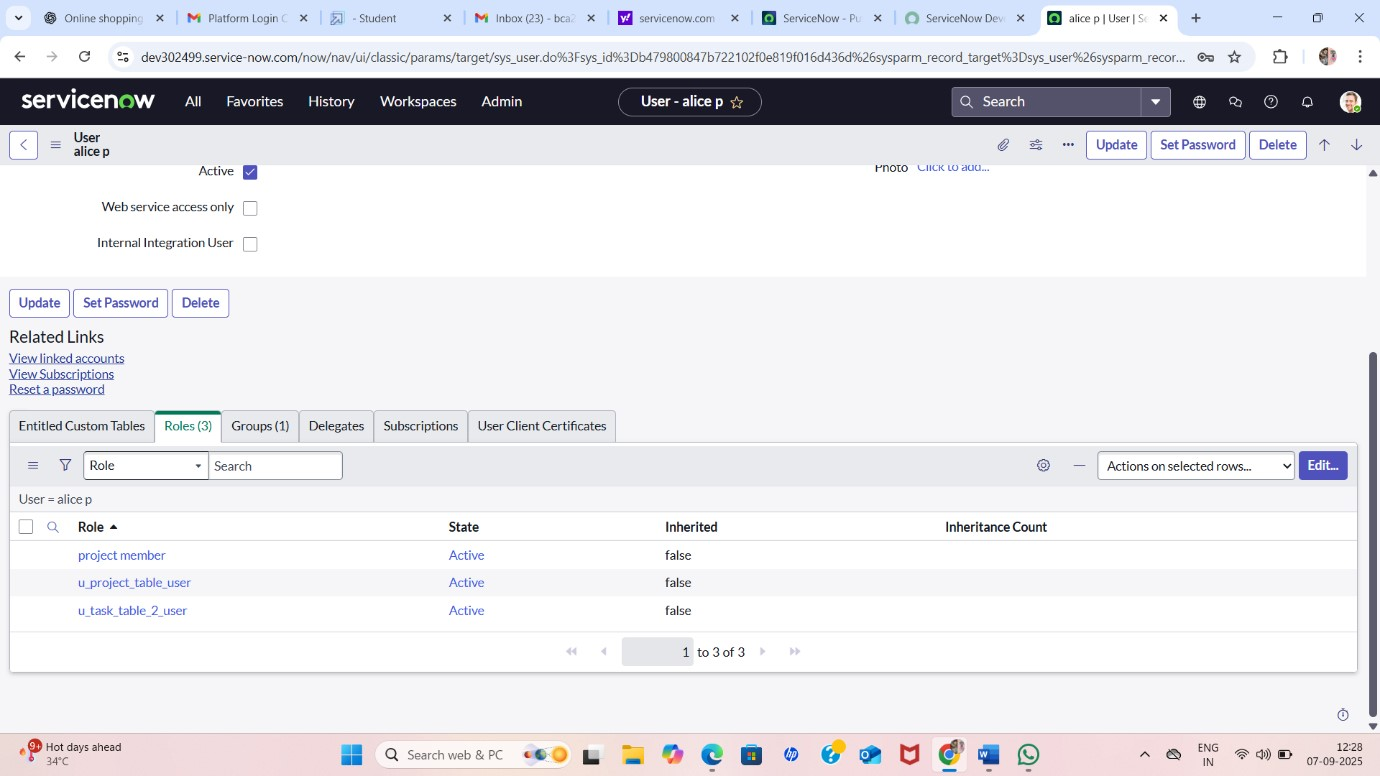 Online shopping
Platform Login C
- Student
Inbox (23) - bca2
servicenow.com
ServiceNow - Pu
ServiceNow Dev
alice p | User | Se
dev302499.service-now.com/now/nav/ui/classic/params/target/sys_user.do%3Fsys_id%3Db479800847b722102f0e819f016d436d%26sysparm_record_target%3Dsys_user%26sysparm_recor...
servicenow
All
Favorites
History
Workspaces
Admin
User - alice p
Search
User
alice p
Update
Set Password
Delete
Active
Photo Click to add...
Web service access only
Internal Integration User
Update
Set Password
Delete
Related Links
View linked accounts
View Subscriptions
Reset a password
Entitled Custom Tables
Roles (3)
Groups (1)
Delegates
Subscriptions
User Client Certificates
Role
Search
Actions on selected rows...
Edit...
User = alice p
Role State Inherited Inheritance Count
project member Active false
u_project_table_user Active false
u_task_table_2_user Active false
1 to 3 of 3
9+
Hot days ahead
34°C
Search web & PC
ENG
IN
12:28
07-09-2025